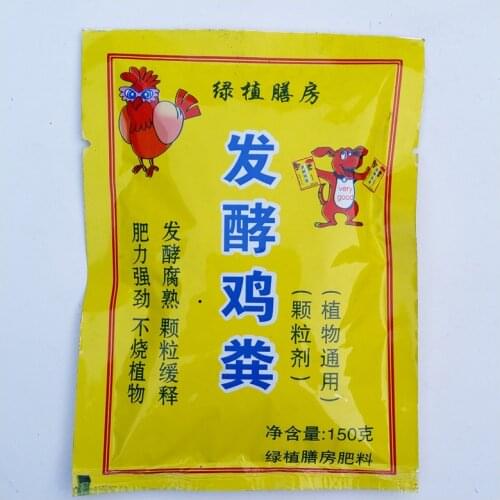 绿植膳房
发酵鸡粪
very
good
(植物通用)
(颗粒剂)
发酵腐熟 颗粒缓释
肥力强劲 不烧植物
净含量:150克
绿植膳房肥料